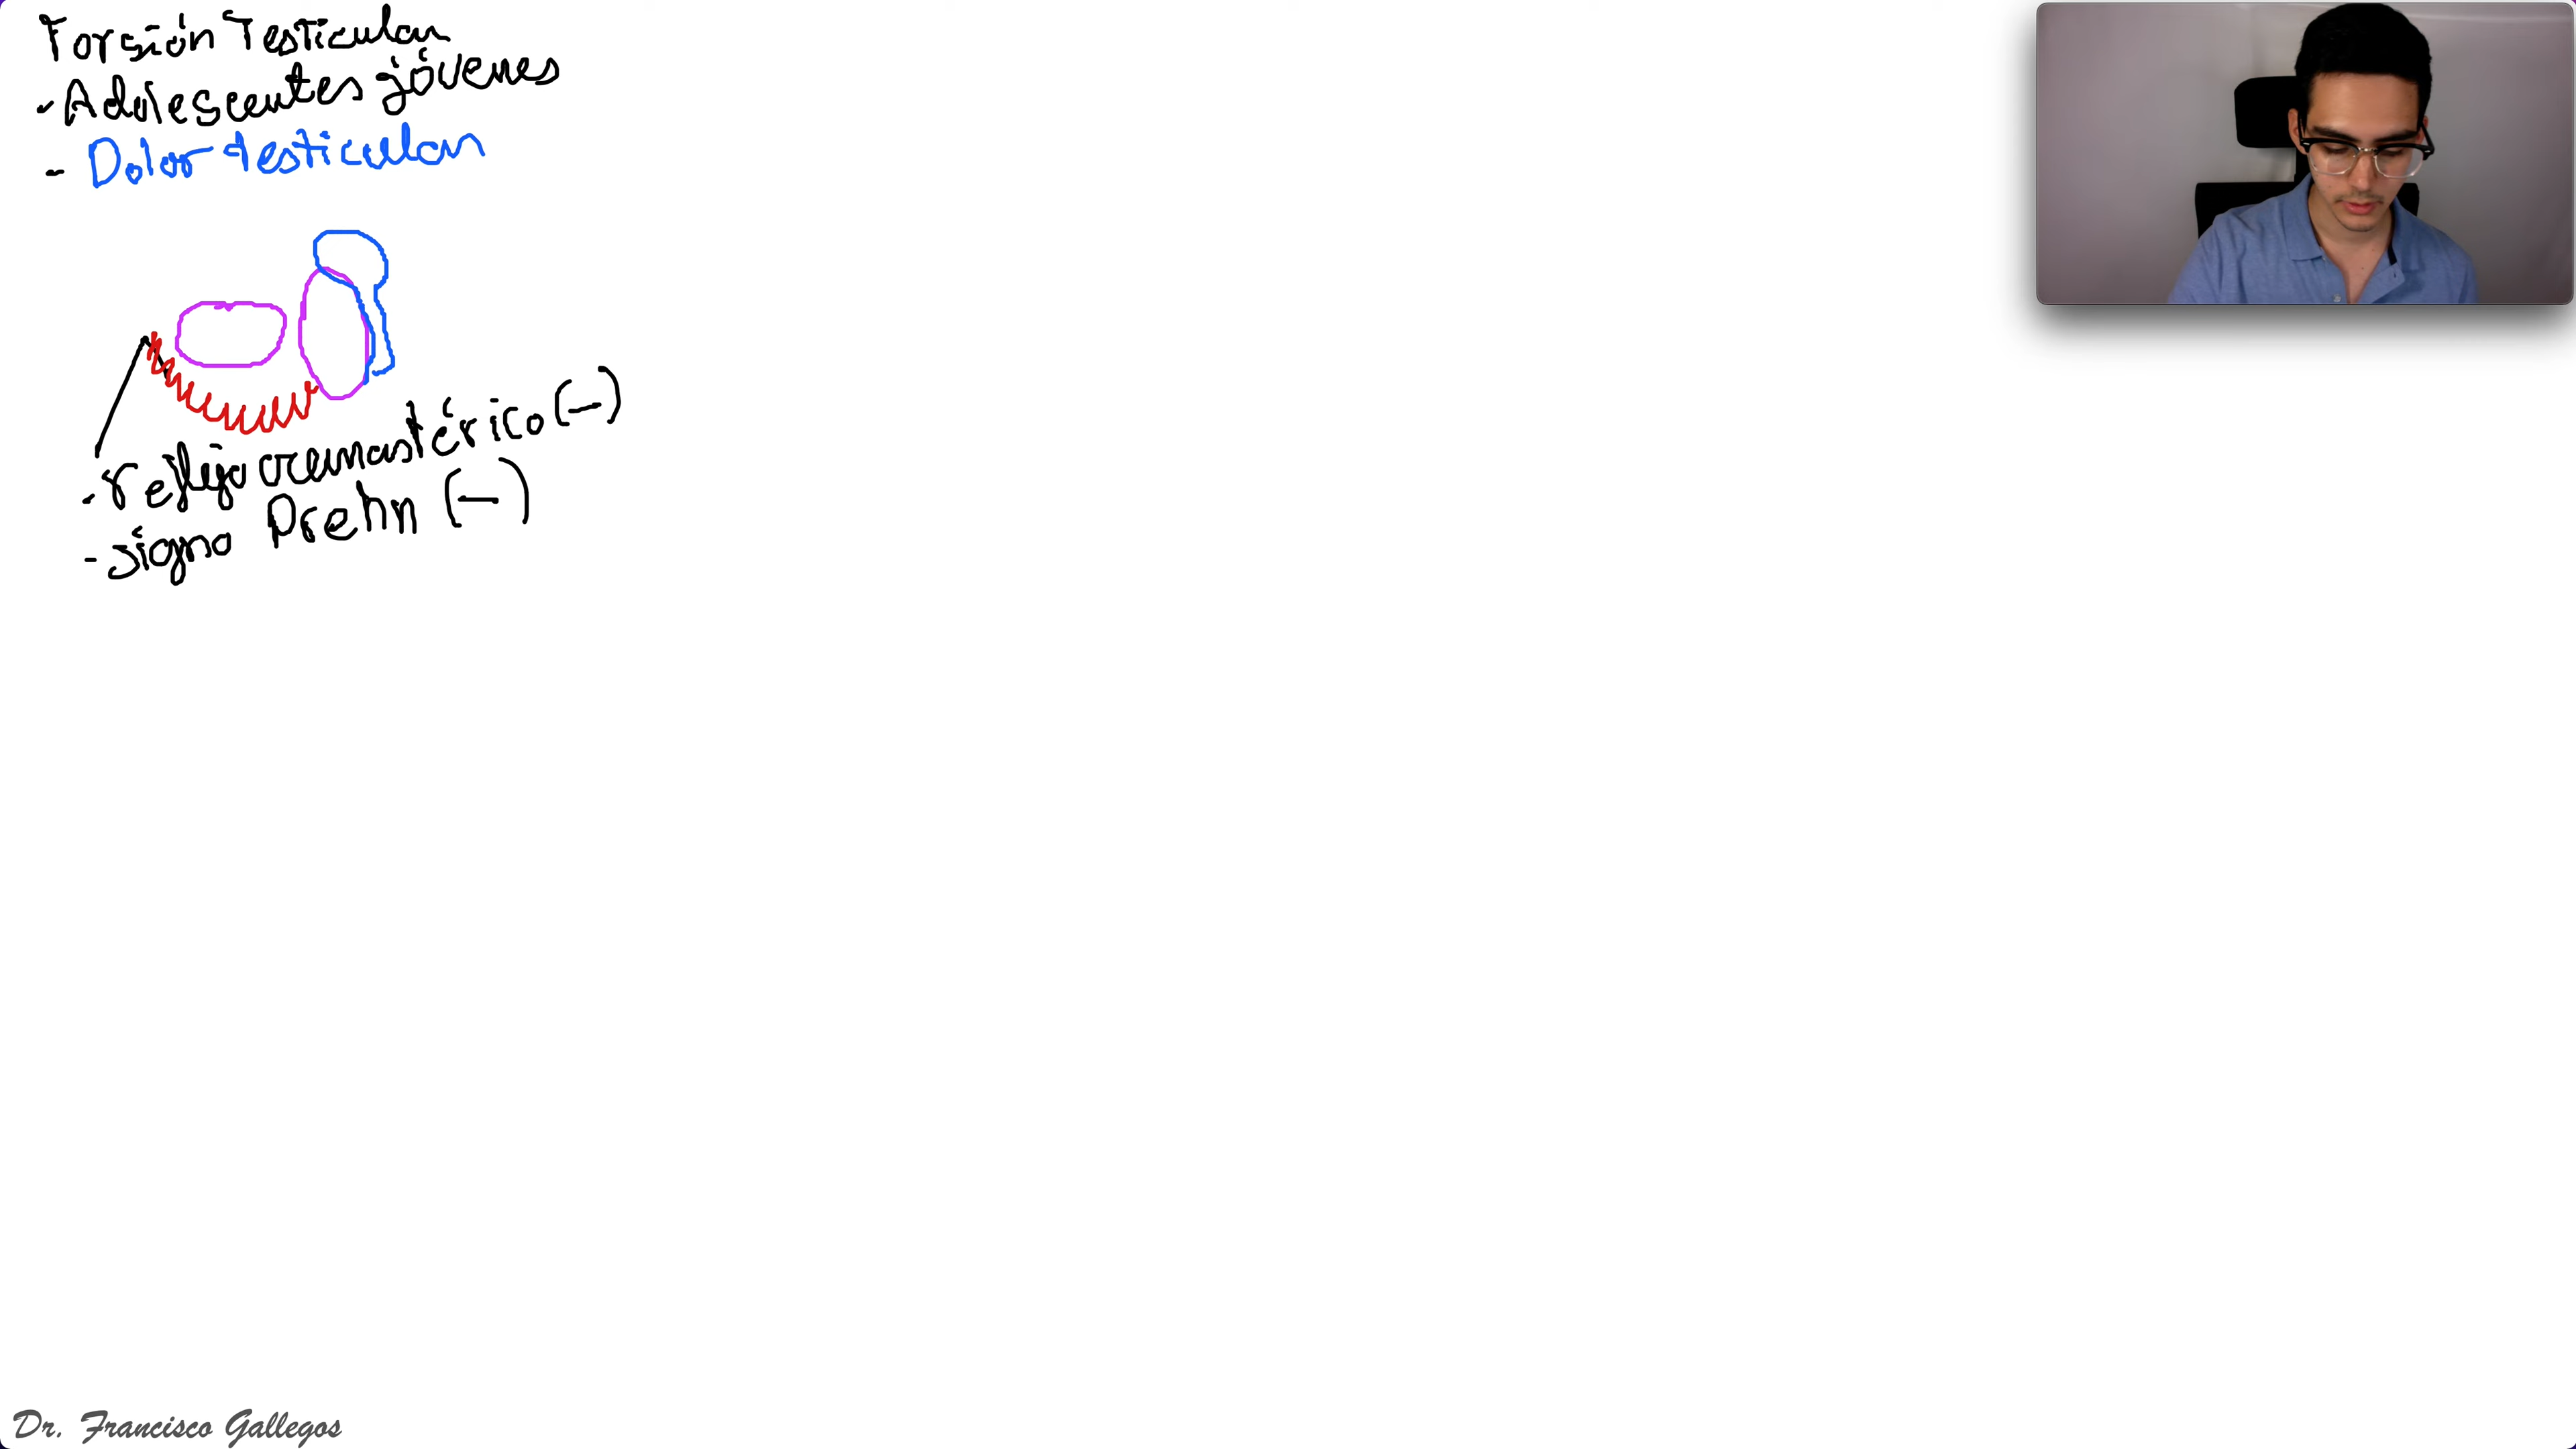 Torsión Testicular
- Adolescentes jóvenes
- Dolor testicular
- reflejo cremastérico (-)
- signo Prehn (-)
Dr. Francisco Gallegos